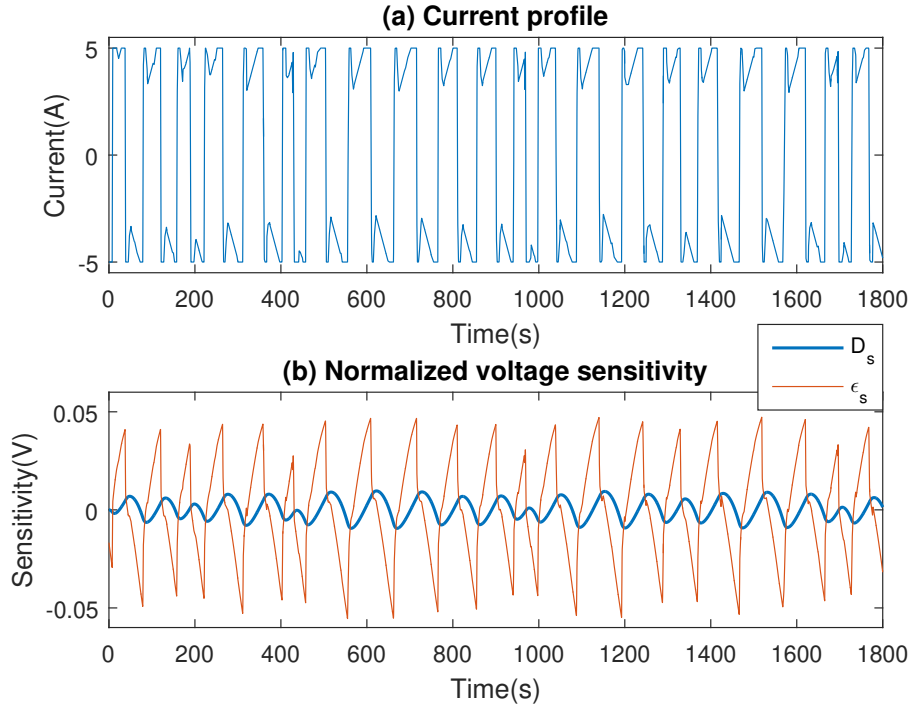 (a) Current profile
Current(A)
5
0
-5
0 200 400 600 800 1000 1200 1400 1600 1800
Time(s)
D_s
ϵ_s
(b) Normalized voltage sensitivity
Sensitivity(V)
0.05
0
-0.05
0 200 400 600 800 1000 1200 1400 1600 1800
Time(s)